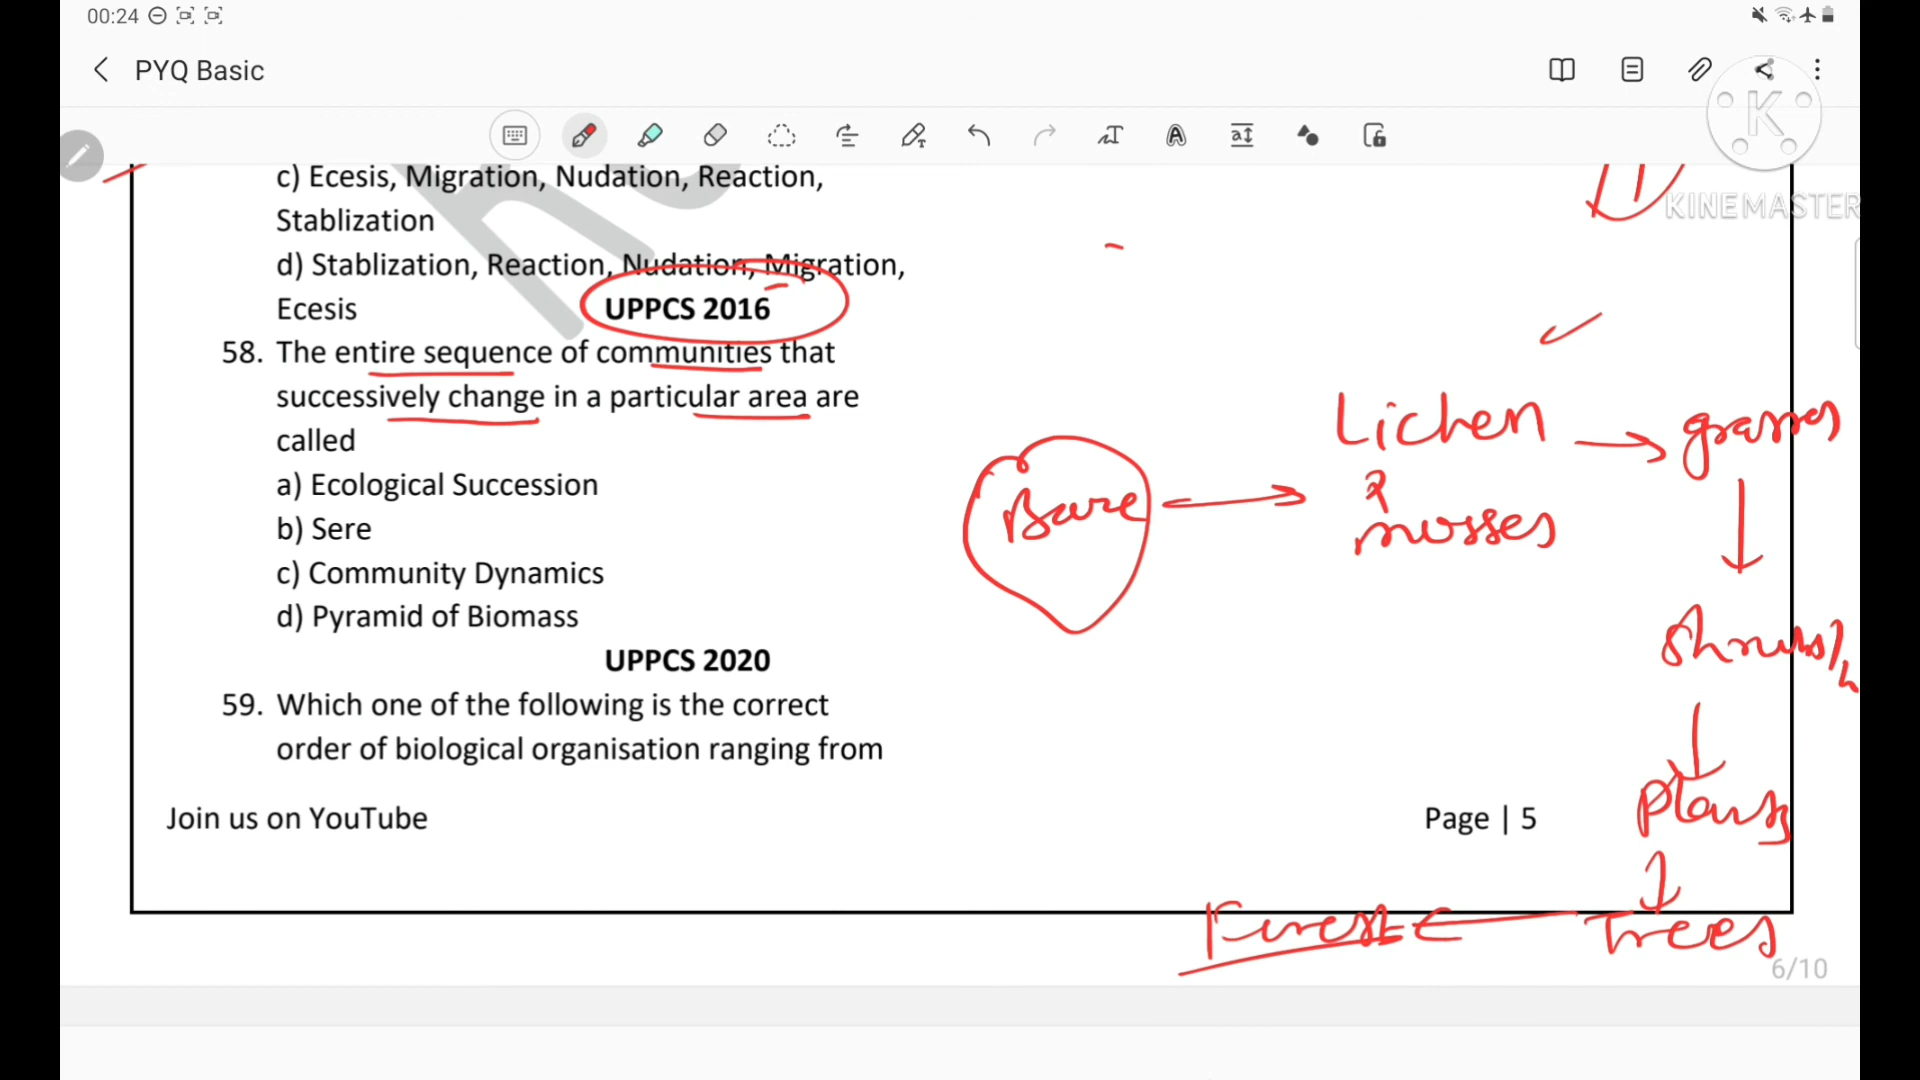 00:24
PYQ Basic
KINEMASTER
c) Ecesis, Migration, Nudation, Reaction,
Stablization
d) Stablization, Reaction, Nudation, Migration,
Ecesis UPPCS 2016
58. The entire sequence of communities that
successively change in a particular area are
called
a) Ecological Succession
b) Sere
c) Community Dynamics
d) Pyramid of Biomass
UPPCS 2020
59. Which one of the following is the correct
order of biological organisation ranging from
Join us on YouTube
Page | 5
Bare
Lichen
&
mosses
grasses
shrubs/
Plants
Trees
Forest
6/10